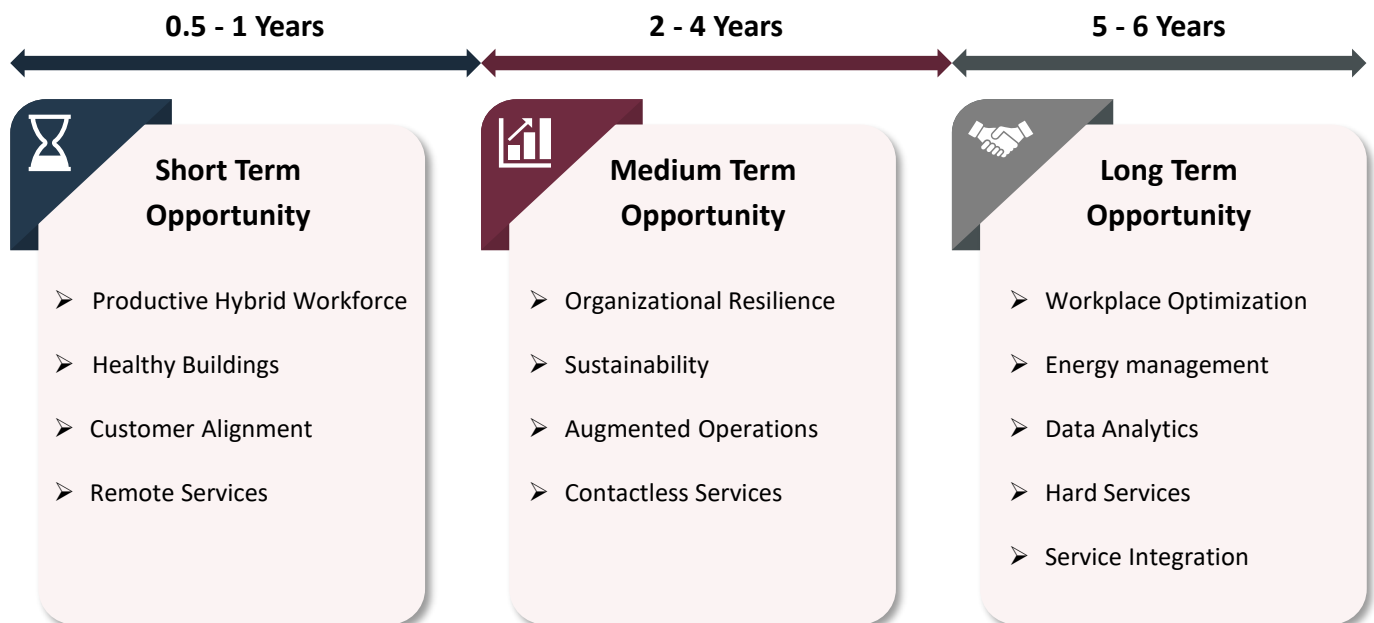 0.5 - 1 Years
2 - 4 Years
5 - 6 Years
Short Term
Opportunity
➢ Productive Hybrid Workforce
➢ Healthy Buildings
➢ Customer Alignment
➢ Remote Services
Medium Term
Opportunity
➢ Organizational Resilience
➢ Sustainability
➢ Augmented Operations
➢ Contactless Services
Long Term
Opportunity
➢ Workplace Optimization
➢ Energy management
➢ Data Analytics
➢ Hard Services
➢ Service Integration